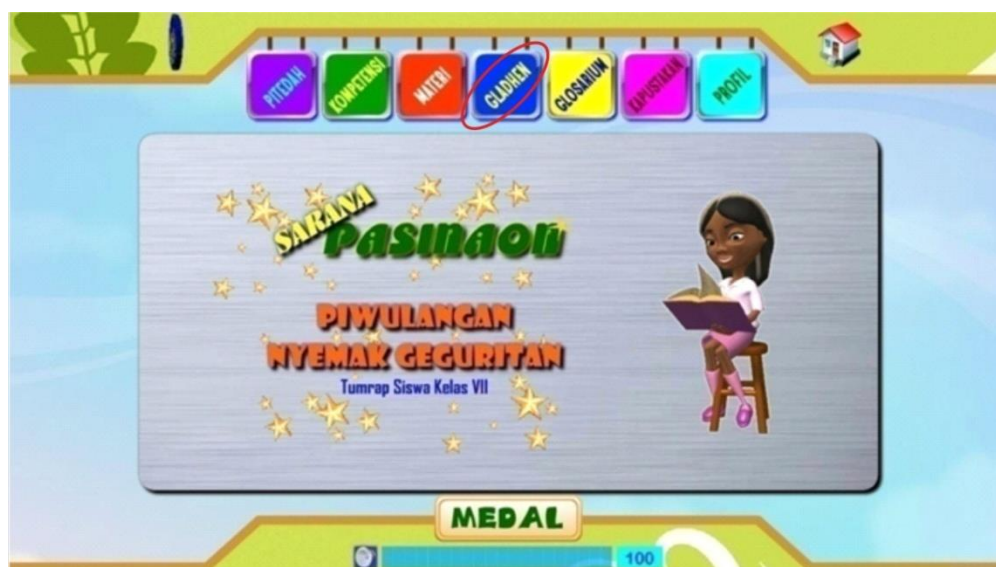 PITEDAH
KOMPETENSI
MATERI
GLADHEN
GLOSARIUM
KAPUSTAKAN
PROFIL
SARANA
PASINAON
PIWULANGAN
NYEMAK GEGURITAN
Tumrap Siswa Kelas VII
MEDAL
100